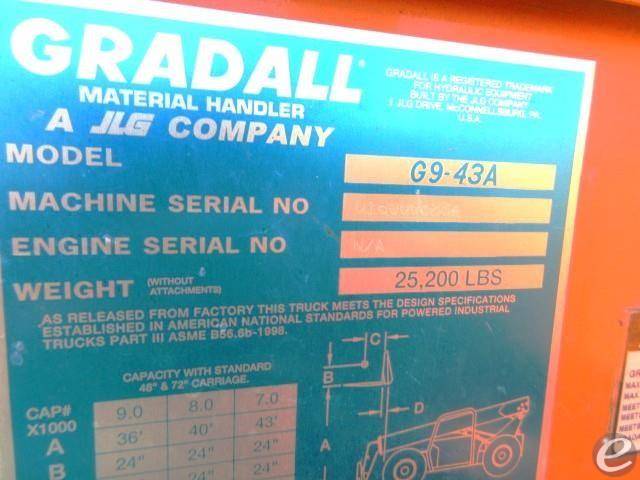 GRADALL
MATERIAL HANDLER
A JLG COMPANY
GRADALL IS A REGISTERED TRADEMARK
FOR HYDRAULIC EQUIPMENT
BUILT BY THE JLG COMPANY
1 JLG DRIVE, McCONNELLSBURG, PA.
U.S.A.
MODEL G9-43A
MACHINE SERIAL NO
ENGINE SERIAL NO N/A
WEIGHT (WITHOUT ATTACHMENTS) 25,200 LBS
AS RELEASED FROM FACTORY THIS TRUCK MEETS THE DESIGN SPECIFICATIONS
ESTABLISHED IN AMERICAN NATIONAL STANDARDS FOR POWERED INDUSTRIAL
TRUCKS PART III ASME B56.6b-1998.
CAPACITY WITH STANDARD
48" & 72" CARRIAGE.
CAP# X1000 9.0 8.0 7.0
A 36' 40' 43'
B 24" 24" 24"
24" 24"
C
B
D
A
e